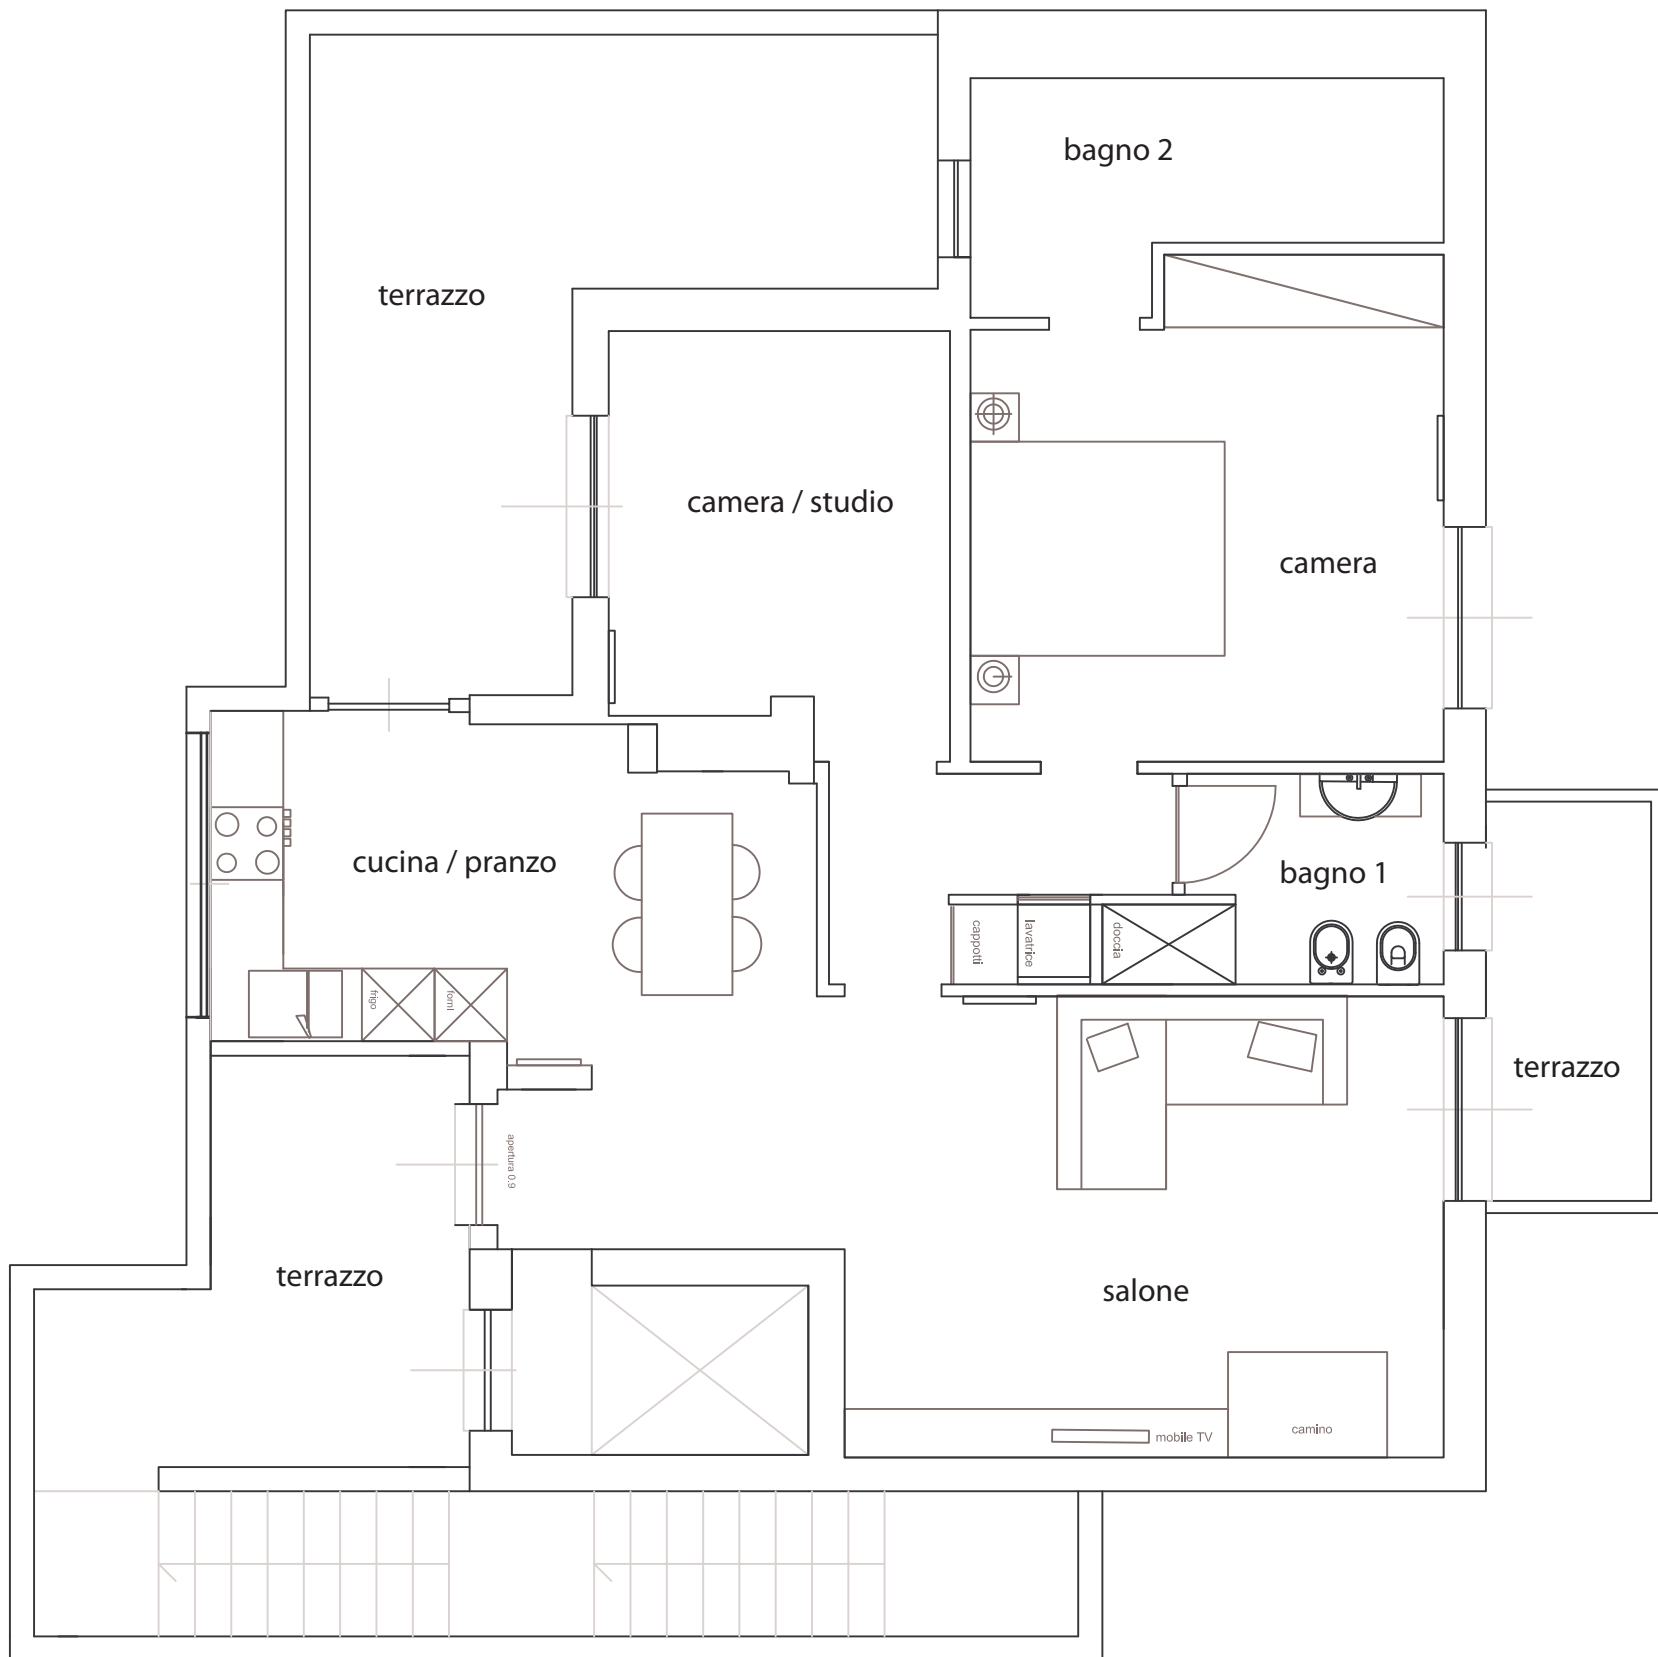 bagno 2
terrazzo
camera / studio
camera
cucina / pranzo
bagno 1
cappotti
lavatrice
doccia
frigo
forni
terrazzo
apertura 0.9
terrazzo
salone
mobile TV
camino